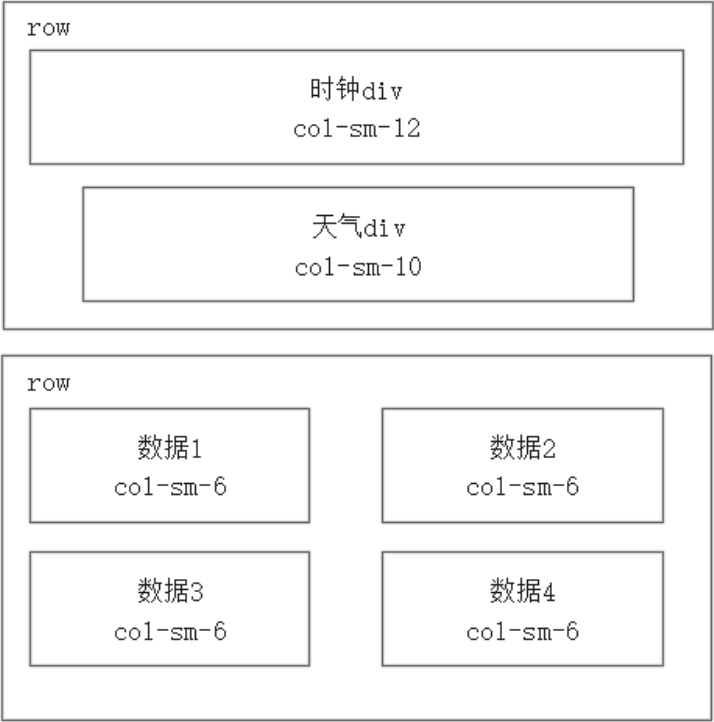 row
时钟div
col-sm-12
天气div
col-sm-10
row
数据1
col-sm-6
数据2
col-sm-6
数据3
col-sm-6
数据4
col-sm-6